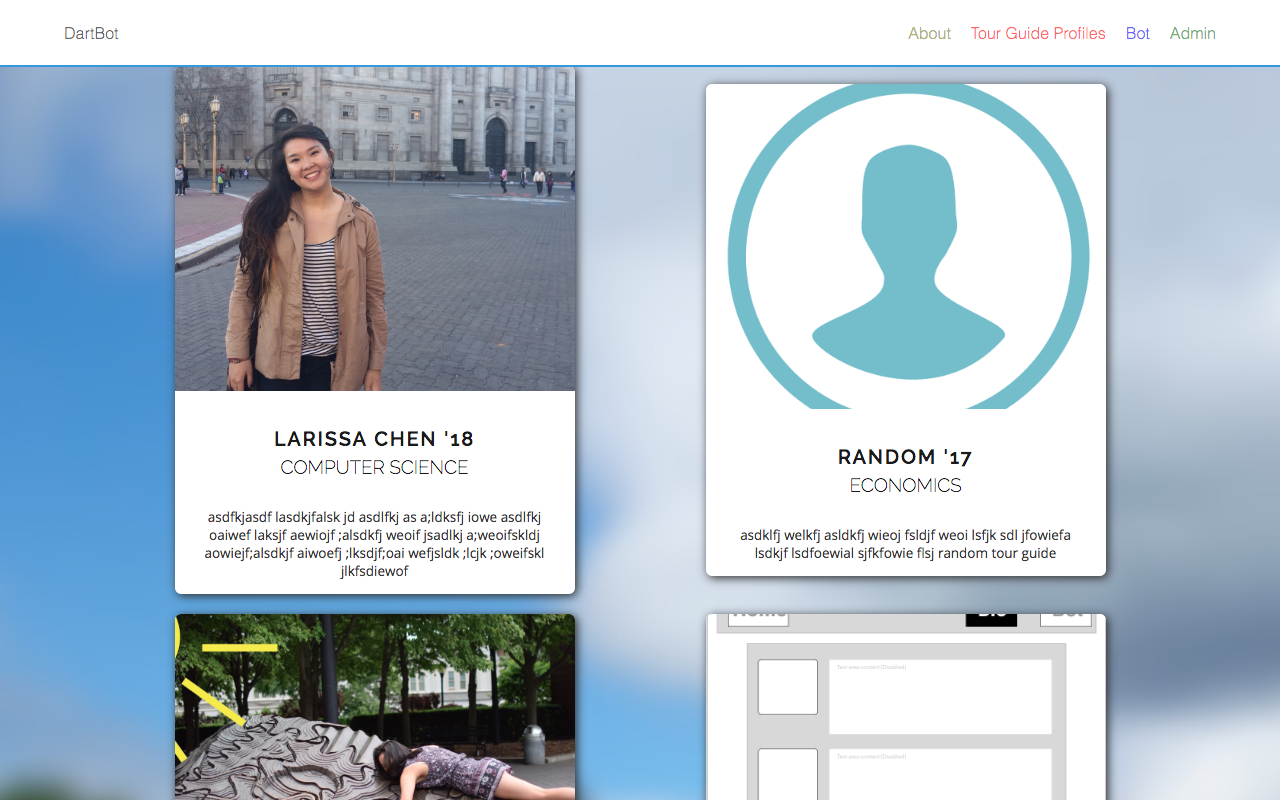 DartBot
About
Tour Guide Profiles
Bot
Admin
LARISSA CHEN '18
COMPUTER SCIENCE
asdfkjasdf lasdkjfalsk jd asdlfkj as a;ldksfj iowe asdlfkj
oaiwef laksjf aewiojf ;alsdkfj weoif jsadlkj a;weoifskldj
aowiejf;alsdkjf aiwoefj ;lksdjf;oai wefjsldk ;lcjk ;oweifskl
jlkfsdiewof
RANDOM '17
ECONOMICS
asdklfj welkfj asldkfj wieoj fsldjf weoi lsfjk sdl jfowiefa
lsdkjf lsdfoewial sjfkfowie flsj random tour guide
Home
Bio
Bot
Text area content (Disabled)
Text area content (Disabled)